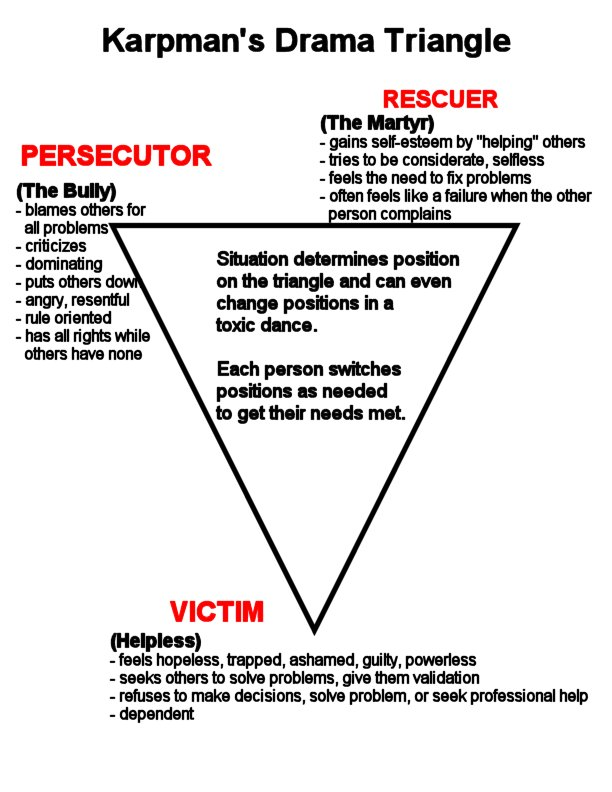 Karpman's Drama Triangle
RESCUER
(The Martyr)
- gains self-esteem by "helping" others
- tries to be considerate, selfless
- feels the need to fix problems
- often feels like a failure when the other
person complains
PERSECUTOR
(The Bully)
- blames others for
all problems
- criticizes
- dominating
- puts others down
- angry, resentful
- rule oriented
- has all rights while
others have none
Situation determines position
on the triangle and can even
change positions in a
toxic dance.
Each person switches
positions as needed
to get their needs met.
VICTIM
(Helpless)
- feels hopeless, trapped, ashamed, guilty, powerless
- seeks others to solve problems, give them validation
- refuses to make decisions, solve problem, or seek professional help
- dependent